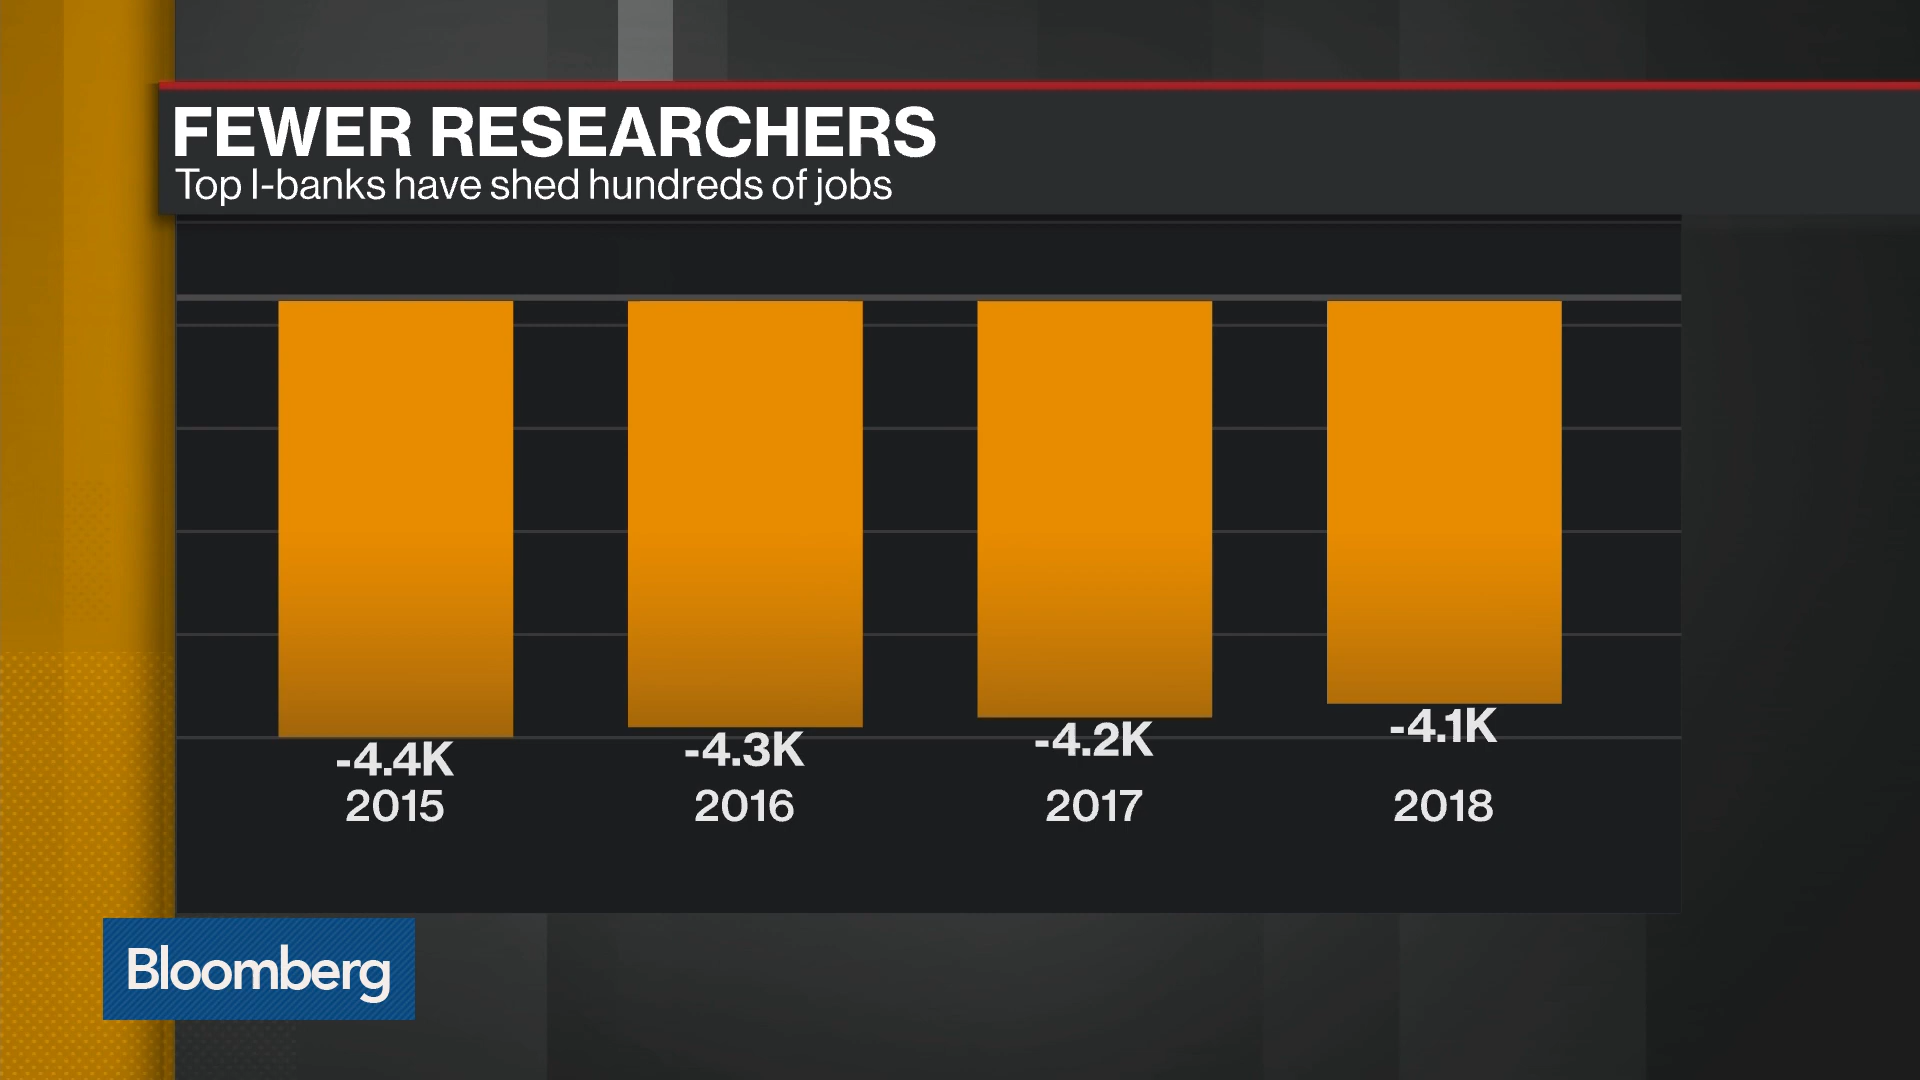 FEWER RESEARCHERS
Top I-banks have shed hundreds of jobs
-4.4K
-4.3K
-4.2K
-4.1K
2015
2016
2017
2018
Bloomberg